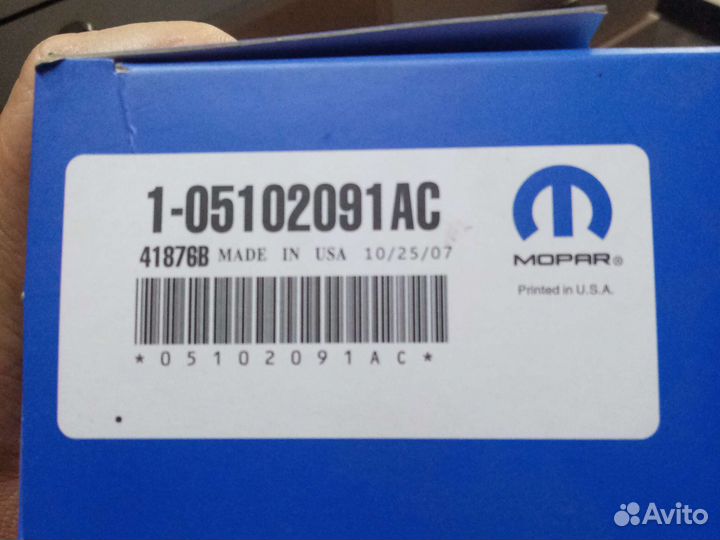 1-05102091AC
41876B MADE IN USA 10/25/07
*05102091AC*
MOPAR®
Printed in U.S.A.
Avito